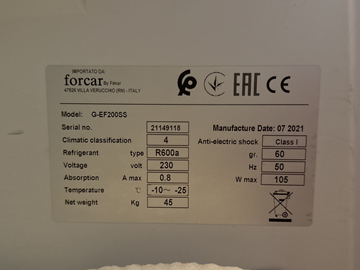 IMPORTATO DA:
forcar By Fimar
47826 VILLA VERUCCHIO (RN) - ITALY
EAC CE
Model: G-EF200SS
Serial no. 21149118 Manufacture Date: 07 2021
Climatic classification 4 Anti-electric shock Class I
Refrigerant type R600a gr. 60
Voltage volt 230 Hz 50
Absorption A max 0.8 W max 105
Temperature ℃ -10～ -25
Net weight Kg 45